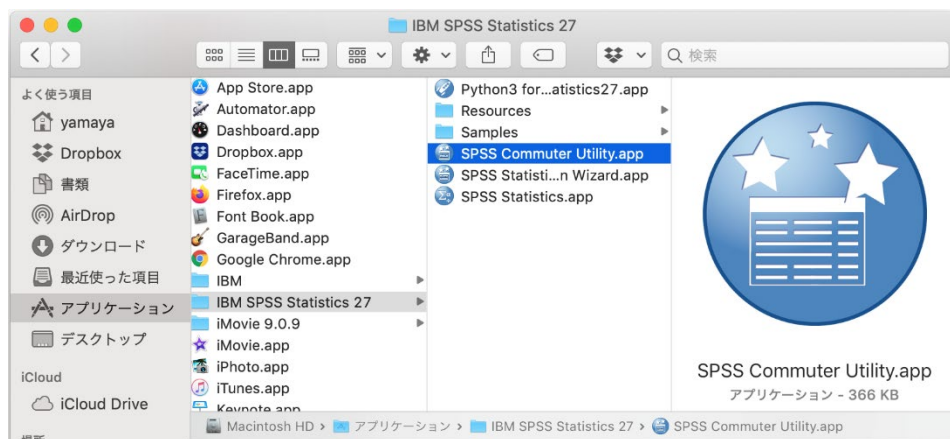 IBM SPSS Statistics 27
検索
よく使う項目
yamaya
Dropbox
書類
AirDrop
ダウンロード
最近使った項目
アプリケーション
デスクトップ
iCloud
iCloud Drive
場所
App Store.app
Automator.app
Dashboard.app
Dropbox.app
FaceTime.app
Firefox.app
Font Book.app
GarageBand.app
Google Chrome.app
IBM
IBM SPSS Statistics 27
iMovie 9.0.9
iMovie.app
iPhoto.app
iTunes.app
Keynote.app
Python3 for...atistics27.app
Resources
Samples
SPSS Commuter Utility.app
SPSS Statisti...n Wizard.app
SPSS Statistics.app
SPSS Commuter Utility.app
アプリケーション - 366 KB
Macintosh HD › アプリケーション › IBM SPSS Statistics 27 › SPSS Commuter Utility.app